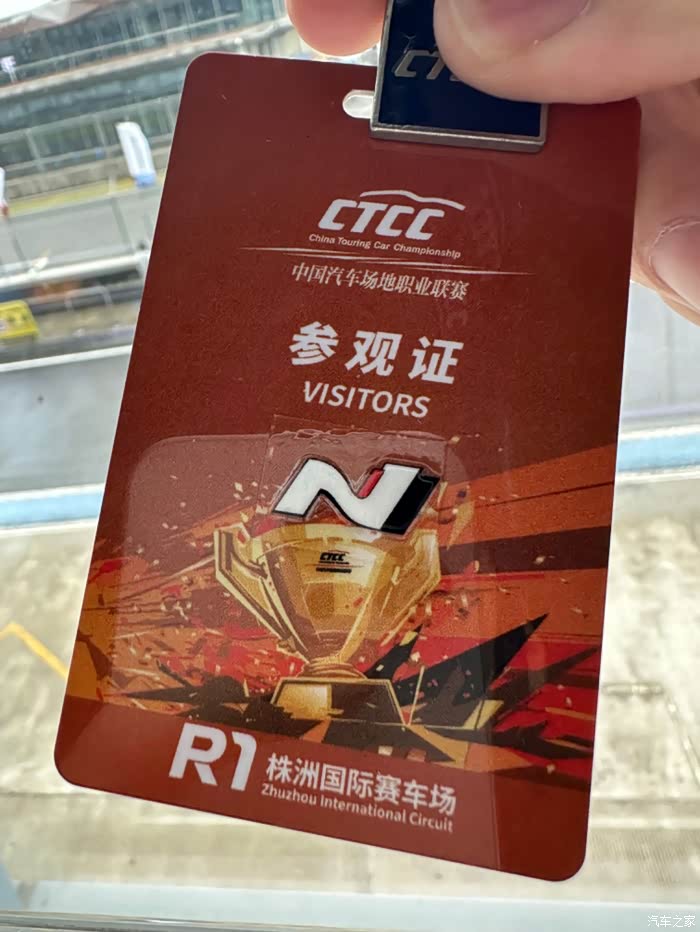 CTCC
China Touring Car Championship
中国汽车场地职业联赛
参观证
VISITORS
N
CTCC
R1
株洲国际赛车场
Zhuzhou International Circuit
汽车之家